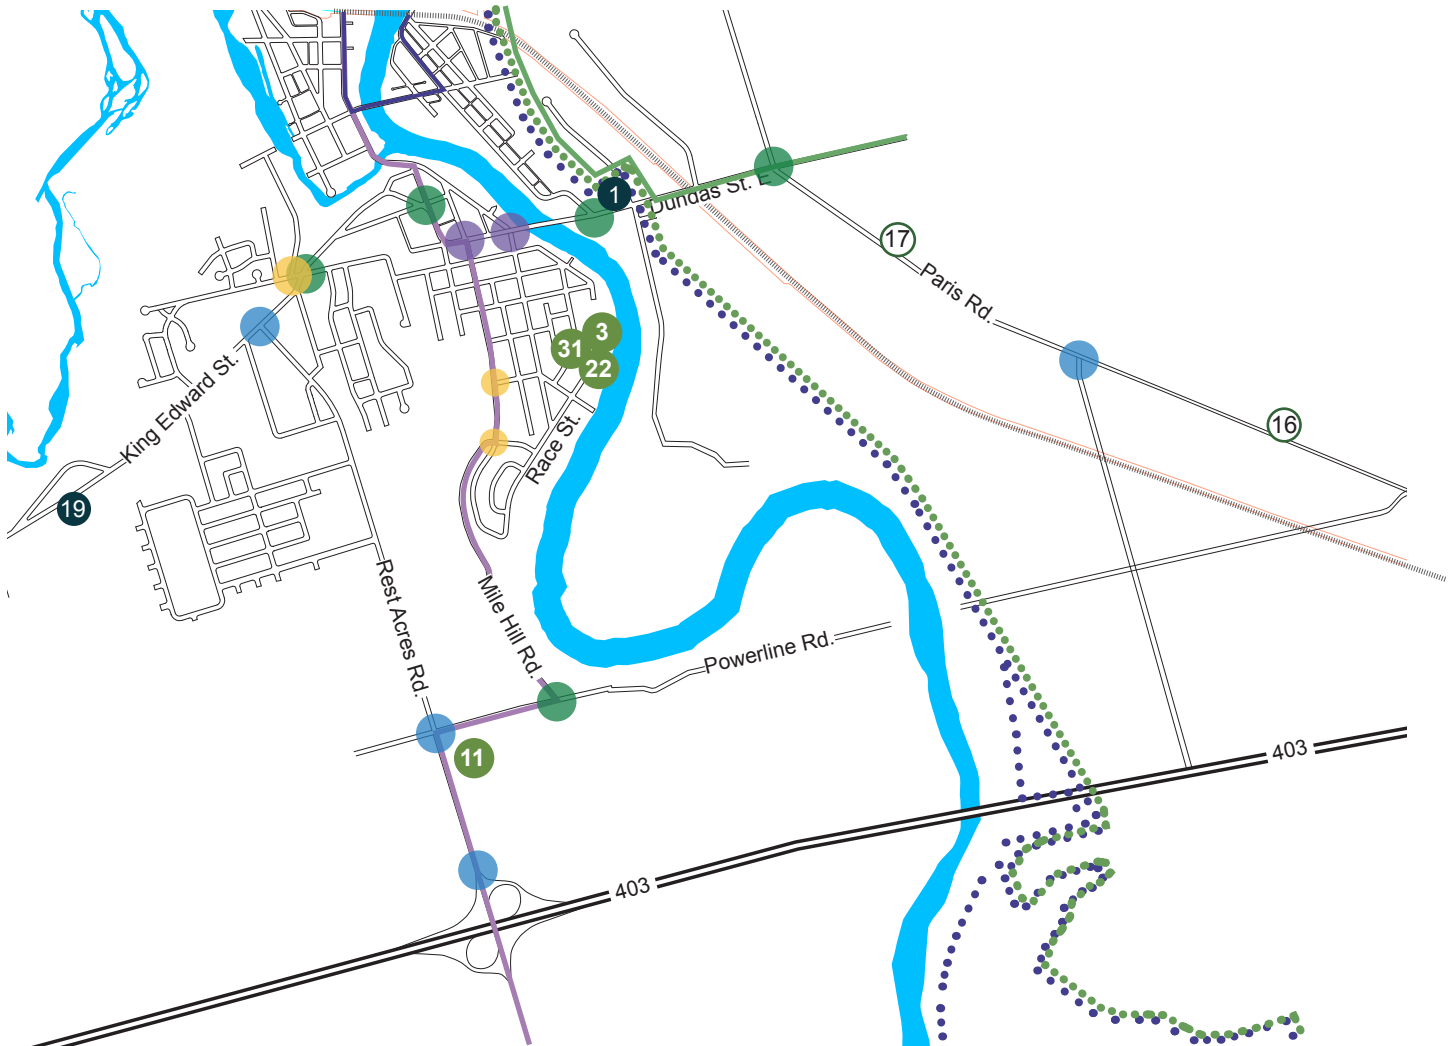 1
Dundas St. E
17
Paris Rd.
3
31
22
King Edward St.
Race St.
16
19
Rest Acres Rd.
Mile Hill Rd.
Powerline Rd.
11
403
403